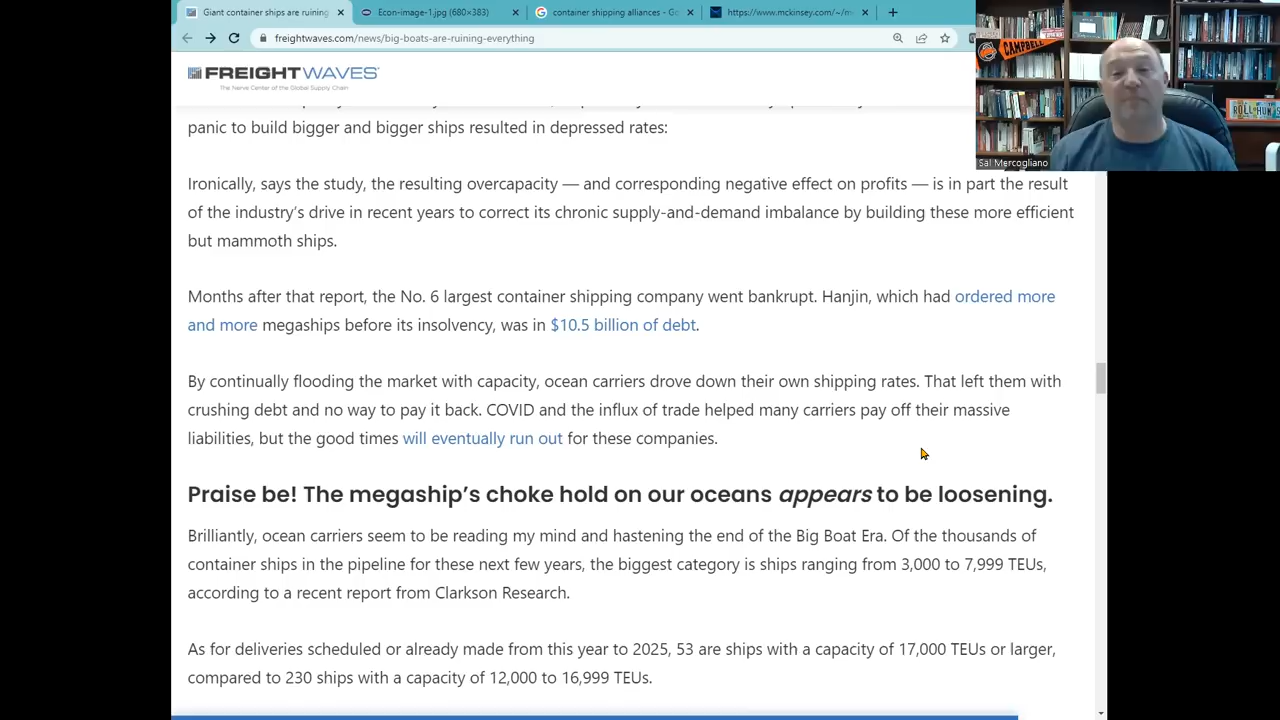 Giant container ships are ruining
Econ-image-1.jpg (680×383)
container shipping alliances - Go
https://www.mckinsey.com/~/m
freightwaves.com/news/big-boats-are-ruining-everything
CAMPBELL
ROLL HUMPS
Sal Mercogliano
FREIGHTWAVES
The Nerve Center of the Global Supply Chain
panic to build bigger and bigger ships resulted in depressed rates:
Ironically, says the study, the resulting overcapacity — and corresponding negative effect on profits — is in part the result
of the industry's drive in recent years to correct its chronic supply-and-demand imbalance by building these more efficient
but mammoth ships.
Months after that report, the No. 6 largest container shipping company went bankrupt. Hanjin, which had ordered more
and more megaships before its insolvency, was in $10.5 billion of debt.
By continually flooding the market with capacity, ocean carriers drove down their own shipping rates. That left them with
crushing debt and no way to pay it back. COVID and the influx of trade helped many carriers pay off their massive
liabilities, but the good times will eventually run out for these companies.
Praise be! The megaship's choke hold on our oceans appears to be loosening.
Brilliantly, ocean carriers seem to be reading my mind and hastening the end of the Big Boat Era. Of the thousands of
container ships in the pipeline for these next few years, the biggest category is ships ranging from 3,000 to 7,999 TEUs,
according to a recent report from Clarkson Research.
As for deliveries scheduled or already made from this year to 2025, 53 are ships with a capacity of 17,000 TEUs or larger,
compared to 230 ships with a capacity of 12,000 to 16,999 TEUs.